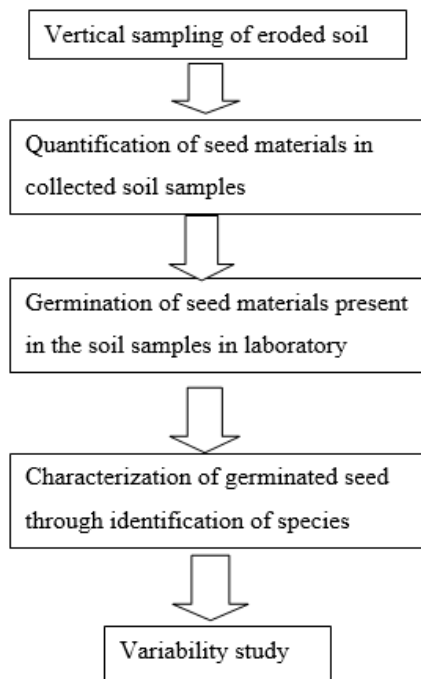 Vertical sampling of eroded soil
Quantification of seed materials in
collected soil samples
Germination of seed materials present
in the soil samples in laboratory
Characterization of germinated seed
through identification of species
Variability study